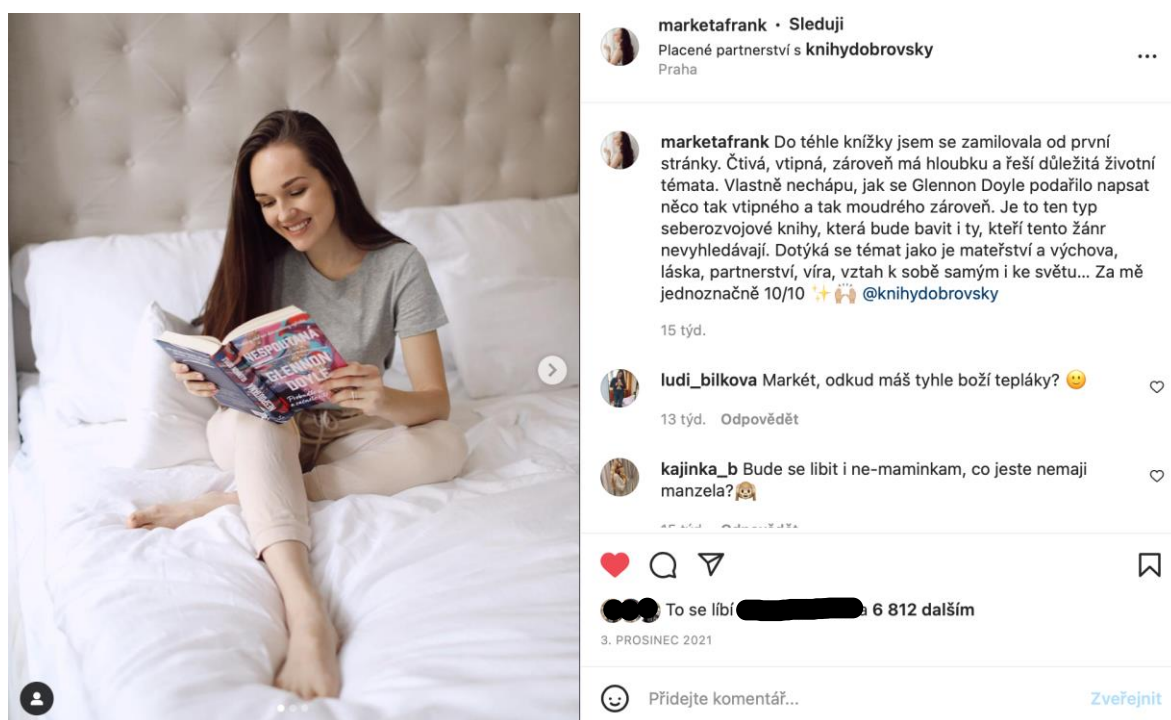 marketafrank • Sleduji
Placené partnerství s knihydobrovsky
Praha
marketafrank Do téhle knížky jsem se zamilovala od první
stránky. Čtivá, vtipná, zároveň má hloubku a řeší důležitá životní
témata. Vlastně nechápu, jak se Glennon Doyle podařilo napsat
něco tak vtipného a tak moudrého zároveň. Je to ten typ
seberozvojové knihy, která bude bavit i ty, kteří tento žánr
nevyhledávají. Dotýká se témat jako je mateřství a výchova,
láska, partnerství, víra, vztah k sobě samým i ke světu... Za mě
jednoznačně 10/10 ✨🙌🏼 @knihydobrovsky
15 týd.
ludi_bilkova Markét, odkud máš tyhle boží tepláky? 🙂
13 týd. Odpovědět
kajinka_b Bude se libit i ne-maminkam, co jeste nemaji
manzela?🙉
15 týd. Odpovědět
To se líbí a 6 812 dalším
3. PROSINEC 2021
Přidejte komentář... Zveřejnit
NESPOUTANÁ
GLENNON
DOYLE